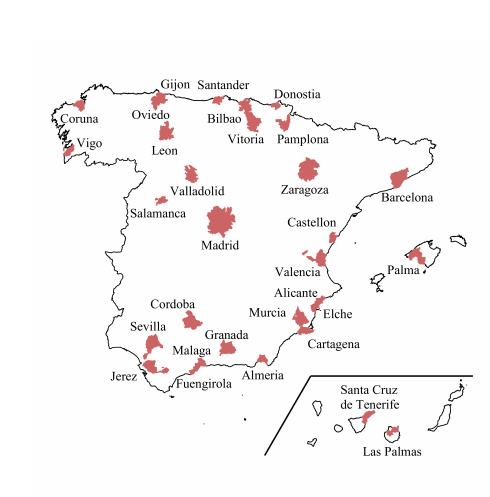 Gijon
Santander
Donostia
Coruna
Oviedo
Bilbao
Vigo
Leon
Vitoria
Pamplona
Valladolid
Zaragoza
Barcelona
Salamanca
Castellon
Madrid
Valencia
Palma
Alicante
Cordoba
Murcia
Elche
Sevilla
Granada
Malaga
Cartagena
Jerez
Fuengirola
Almeria
Santa Cruz
de Tenerife
Las Palmas